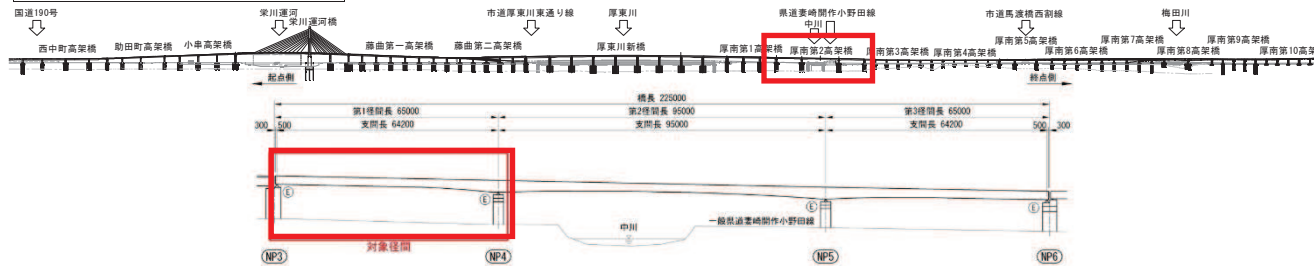 国道190号
栄川運河
市道厚東川東通り線
厚東川
県道妻崎開作小野田線
中川
市道馬渡橋西割線
梅田川
西中町高架橋
助田町高架橋
小串高架橋
栄川運河橋
藤曲第一高架橋
藤曲第二高架橋
厚東川新橋
厚南第1高架橋
厚南第2高架橋
厚南第3高架橋
厚南第4高架橋
厚南第5高架橋
厚南第6高架橋
厚南第7高架橋
厚南第8高架橋
厚南第9高架橋
厚南第10高架橋
起点側
終点側
橋長 225000
第1径間長 65000
第2径間長 95000
第3径間長 65000
300
500
支間長 64200
支間長 95000
支間長 64200
500
300
E
E
E
E
中川
一般県道妻崎開作小野田線
対象径間
NP3
NP4
NP5
NP6